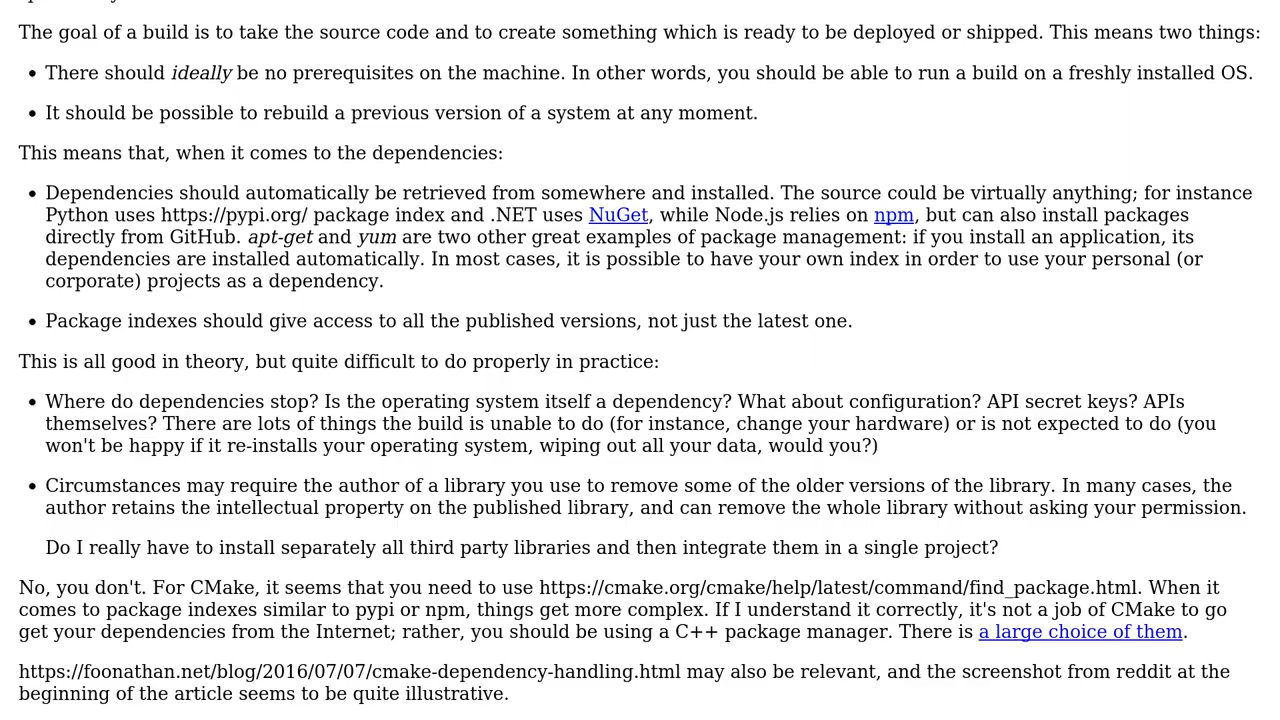 The goal of a build is to take the source code and to create something which is ready to be deployed or shipped. This means two things:
• There should ideally be no prerequisites on the machine. In other words, you should be able to run a build on a freshly installed OS.
• It should be possible to rebuild a previous version of a system at any moment.
This means that, when it comes to the dependencies:
• Dependencies should automatically be retrieved from somewhere and installed. The source could be virtually anything; for instance
Python uses https://pypi.org/ package index and .NET uses NuGet, while Node.js relies on npm, but can also install packages
directly from GitHub. apt-get and yum are two other great examples of package management: if you install an application, its
dependencies are installed automatically. In most cases, it is possible to have your own index in order to use your personal (or
corporate) projects as a dependency.
• Package indexes should give access to all the published versions, not just the latest one.
This is all good in theory, but quite difficult to do properly in practice:
• Where do dependencies stop? Is the operating system itself a dependency? What about configuration? API secret keys? APIs
themselves? There are lots of things the build is unable to do (for instance, change your hardware) or is not expected to do (you
won't be happy if it re-installs your operating system, wiping out all your data, would you?)
• Circumstances may require the author of a library you use to remove some of the older versions of the library. In many cases, the
author retains the intellectual property on the published library, and can remove the whole library without asking your permission.
Do I really have to install separately all third party libraries and then integrate them in a single project?
No, you don't. For CMake, it seems that you need to use https://cmake.org/cmake/help/latest/command/find_package.html. When it
comes to package indexes similar to pypi or npm, things get more complex. If I understand it correctly, it's not a job of CMake to go
get your dependencies from the Internet; rather, you should be using a C++ package manager. There is a large choice of them.
https://foonathan.net/blog/2016/07/07/cmake-dependency-handling.html may also be relevant, and the screenshot from reddit at the
beginning of the article seems to be quite illustrative.